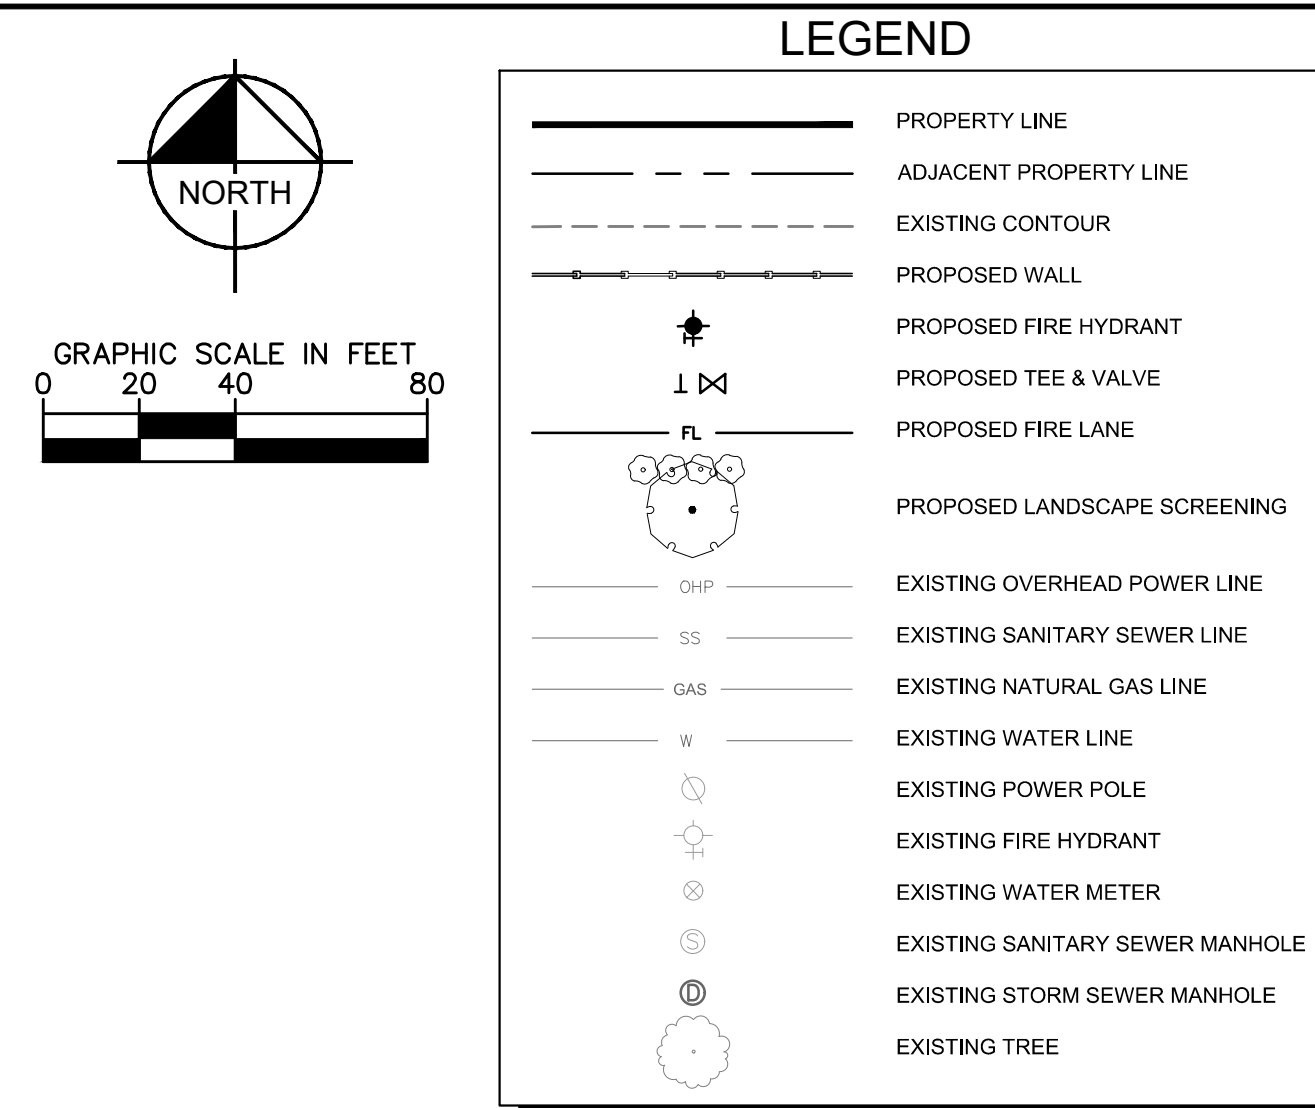 LEGEND
NORTH
GRAPHIC SCALE IN FEET
0 20 40 80
PROPERTY LINE
ADJACENT PROPERTY LINE
EXISTING CONTOUR
PROPOSED WALL
PROPOSED FIRE HYDRANT
PROPOSED TEE & VALVE
FL PROPOSED FIRE LANE
PROPOSED LANDSCAPE SCREENING
OHP EXISTING OVERHEAD POWER LINE
SS EXISTING SANITARY SEWER LINE
GAS EXISTING NATURAL GAS LINE
W EXISTING WATER LINE
EXISTING POWER POLE
EXISTING FIRE HYDRANT
EXISTING WATER METER
S EXISTING SANITARY SEWER MANHOLE
D EXISTING STORM SEWER MANHOLE
EXISTING TREE